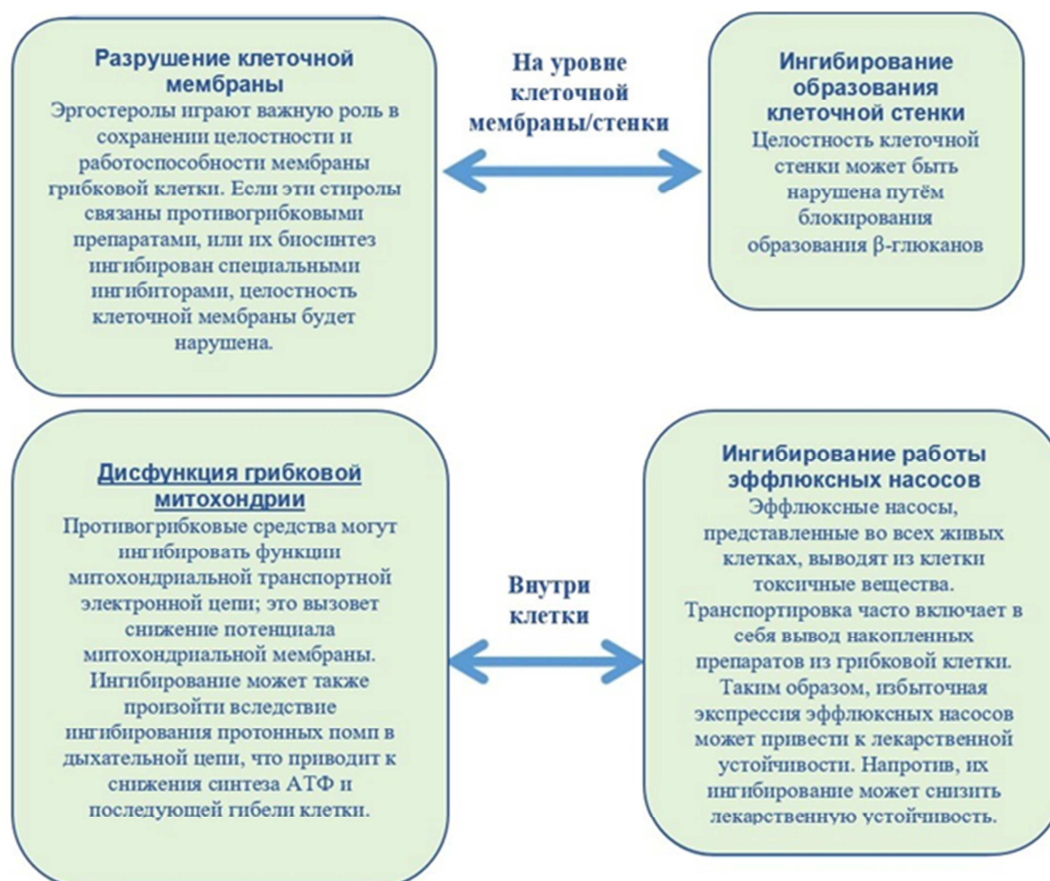 Разрушение клеточной
мембраны
Эргостеролы играют важную роль в
сохранении целостности и
работоспособности мембраны
грибковой клетки. Если эти стиролы
связаны противогрибковыми
препаратами, или их биосинтез
ингибирован специальными
ингибиторами, целостность
клеточной мембраны будет
нарушена.
На уровне
клеточной
мембраны/стенки
Ингибирование
образования
клеточной стенки
Целостность клеточной
стенки может быть
нарушена путём
блокирования
образования β-глюканов
Дисфункция грибковой
митохондрии
Противогрибковые средства могут
ингибировать функции
митохондриальной транспортной
электронной цепи; это вызовет
снижение потенциала
митохондриальной мембраны.
Ингибирование может также
произойти вследствие
ингибирования протонных помп в
дыхательной цепи, что приводит к
снижения синтеза АТФ и
последующей гибели клетки.
Внутри
клетки
Ингибирование работы
эффлюксных насосов
Эффлюксные насосы,
представленные во всех живых
клетках, выводят из клетки
токсичные вещества.
Транспортировка часто включает в
себя вывод накопленных
препаратов из грибковой клетки.
Таким образом, избыточная
экспрессия эффлюксных насосов
может привести к лекарственной
устойчивости. Напротив, их
ингибирование может снизить
лекарственную устойчивость.